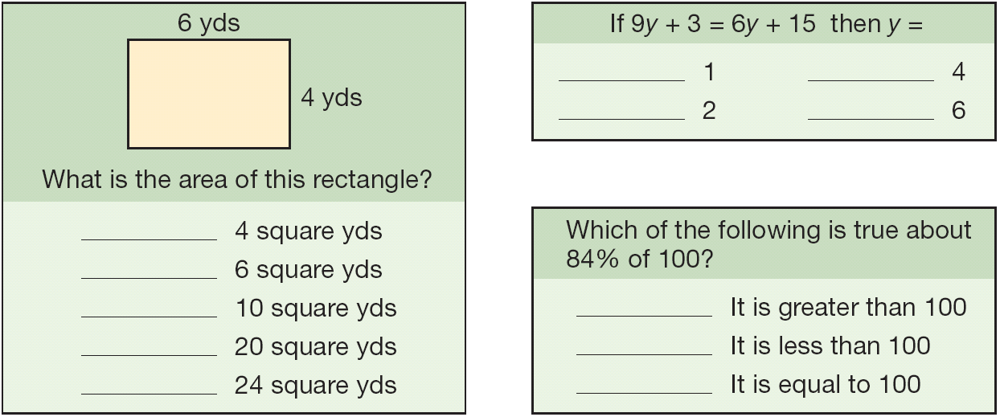 6 yds
4 yds
What is the area of this rectangle?
4 square yds
6 square yds
10 square yds
20 square yds
24 square yds
If 9y + 3 = 6y + 15 then y =
1 4
2 6
Which of the following is true about
84% of 100?
It is greater than 100
It is less than 100
It is equal to 100